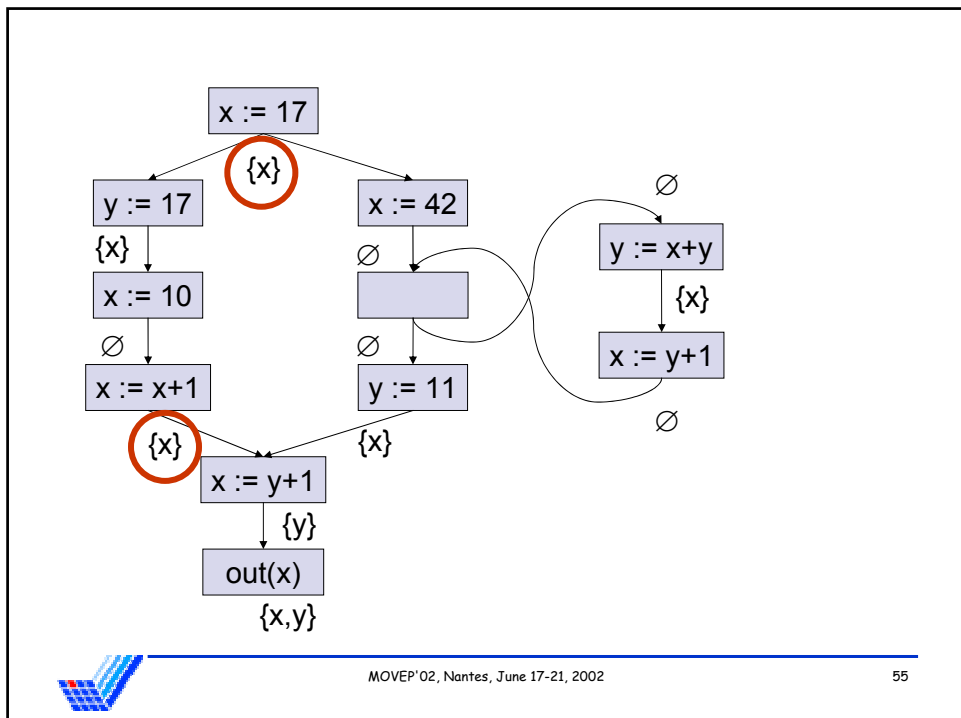 x := 17
{x}
∅
y := 17
x := 42
y := x+y
{x}
∅
{x}
x := 10
x := y+1
∅
∅
x := x+1
y := 11
∅
{x}
{x}
x := y+1
{y}
out(x)
{x,y}
MOVEP'02, Nantes, June 17-21, 2002 55